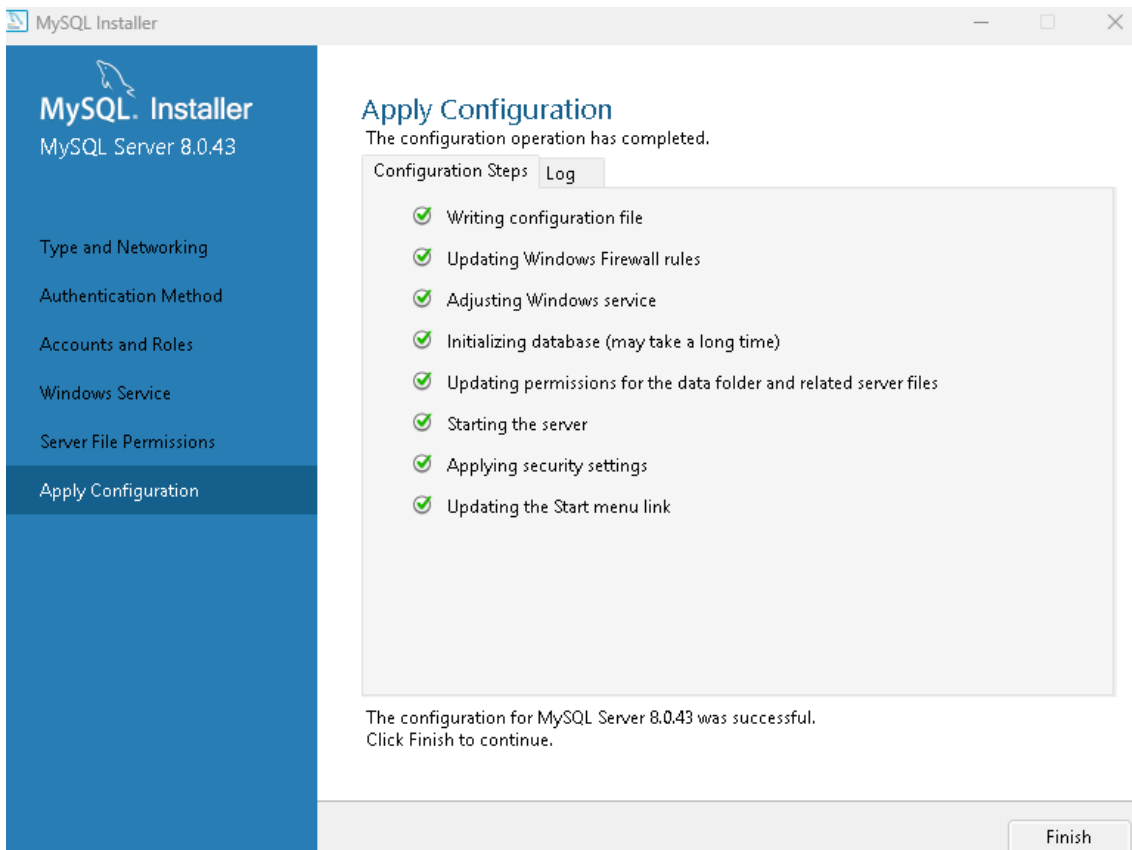 MySQL Installer
MySQL. Installer
MySQL Server 8.0.43
Type and Networking
Authentication Method
Accounts and Roles
Windows Service
Server File Permissions
Apply Configuration
Apply Configuration
The configuration operation has completed.
Configuration Steps Log
Writing configuration file
Updating Windows Firewall rules
Adjusting Windows service
Initializing database (may take a long time)
Updating permissions for the data folder and related server files
Starting the server
Applying security settings
Updating the Start menu link
The configuration for MySQL Server 8.0.43 was successful.
Click Finish to continue.
Finish